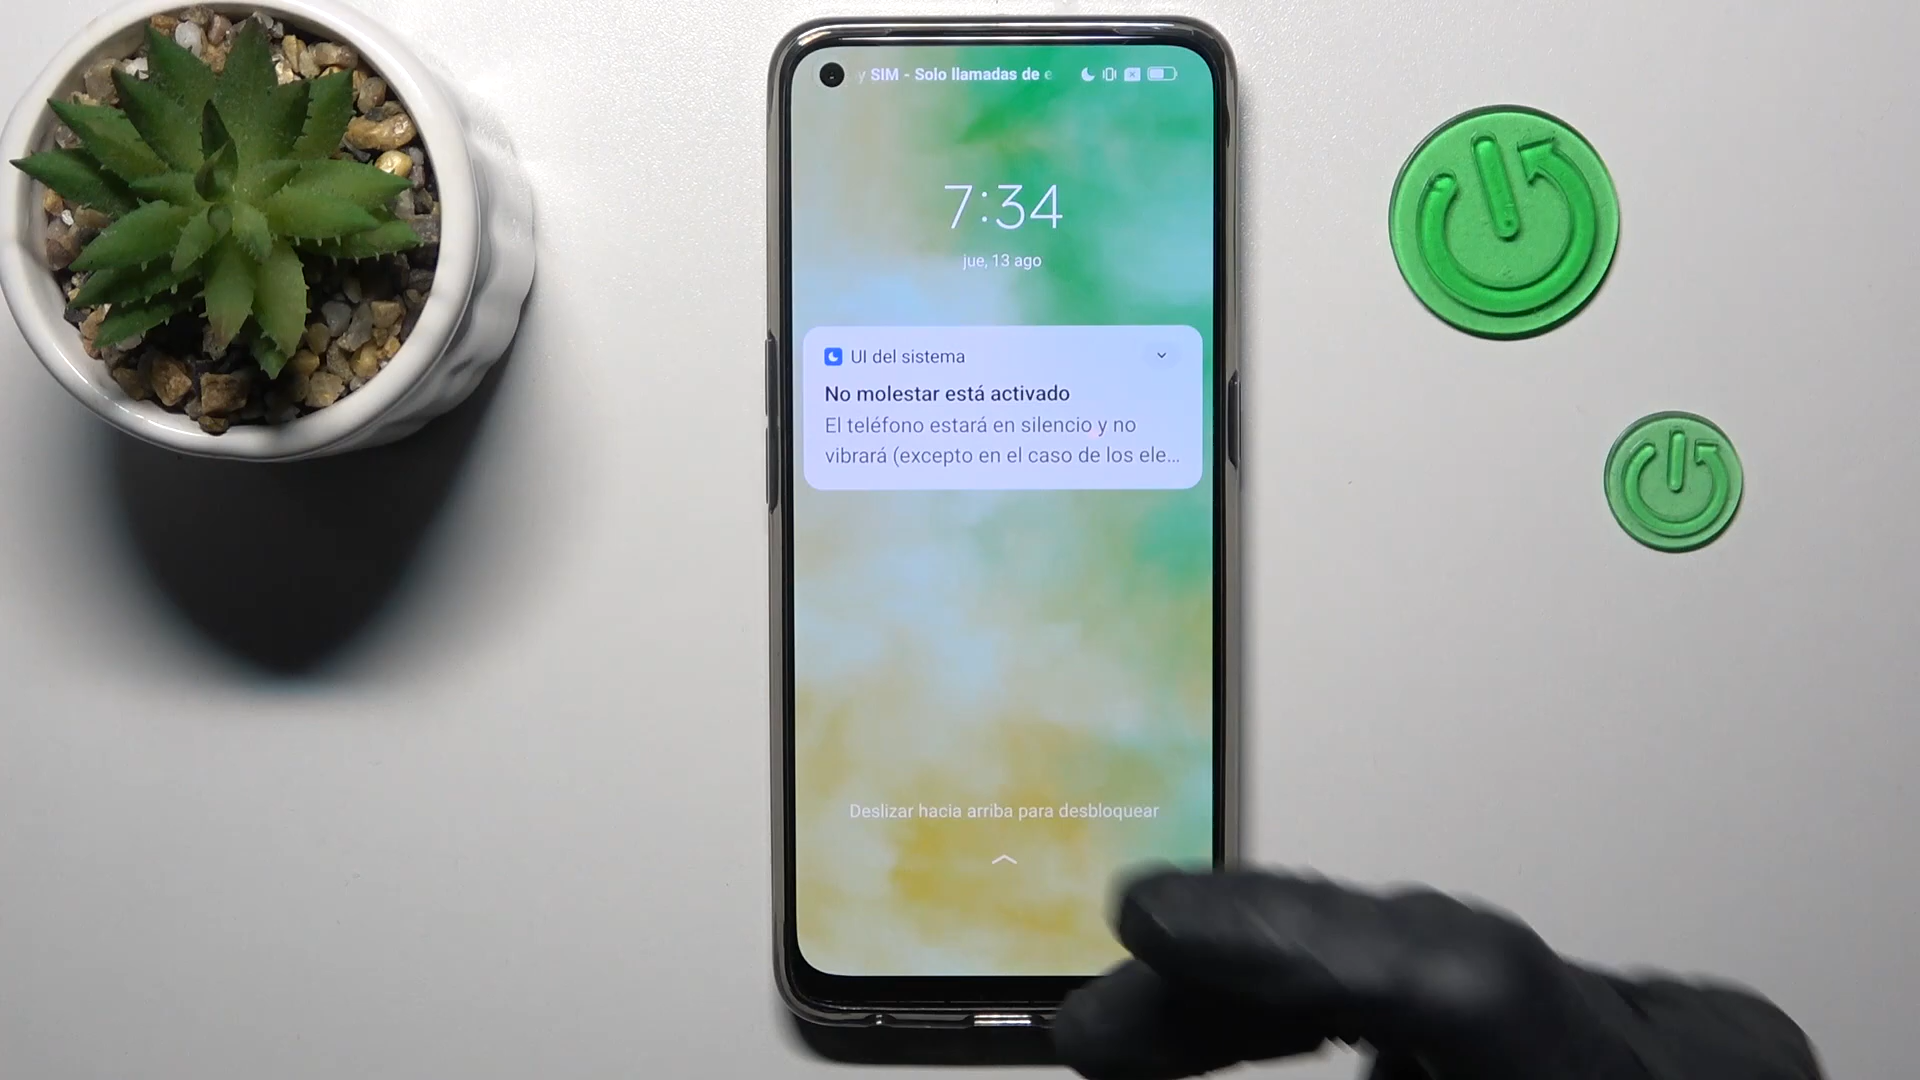 y SIM - Solo llamadas de e
7:34
jue, 13 ago
UI del sistema
No molestar está activado
El teléfono estará en silencio y no
vibrará (excepto en el caso de los ele...
Deslizar hacia arriba para desbloquear